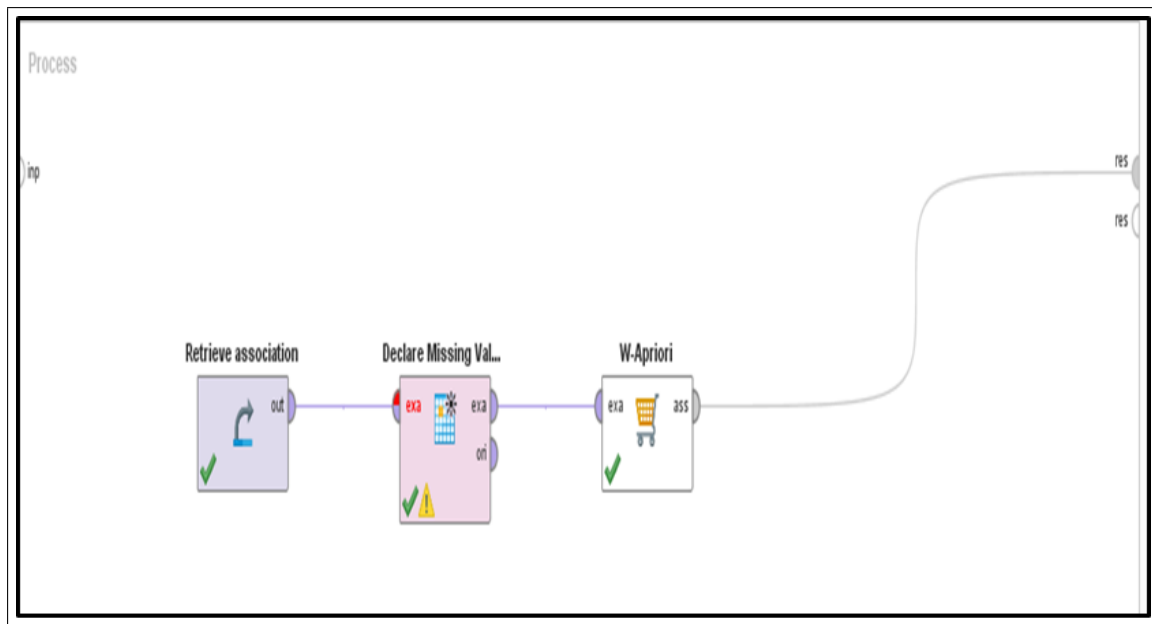 Process
inp
res
res
Retrieve association
Declare Missing Val...
W-Apriori
out
exa
exa
ori
exa
ass